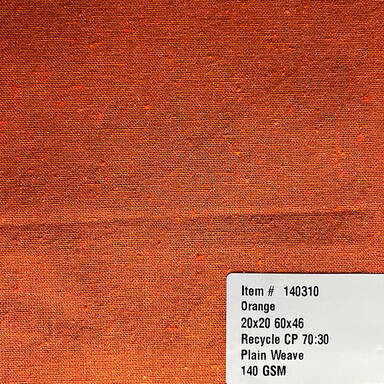 Item # 140310
Orange
20x20 60x46
Recycle CP 70:30
Plain Weave
140 GSM